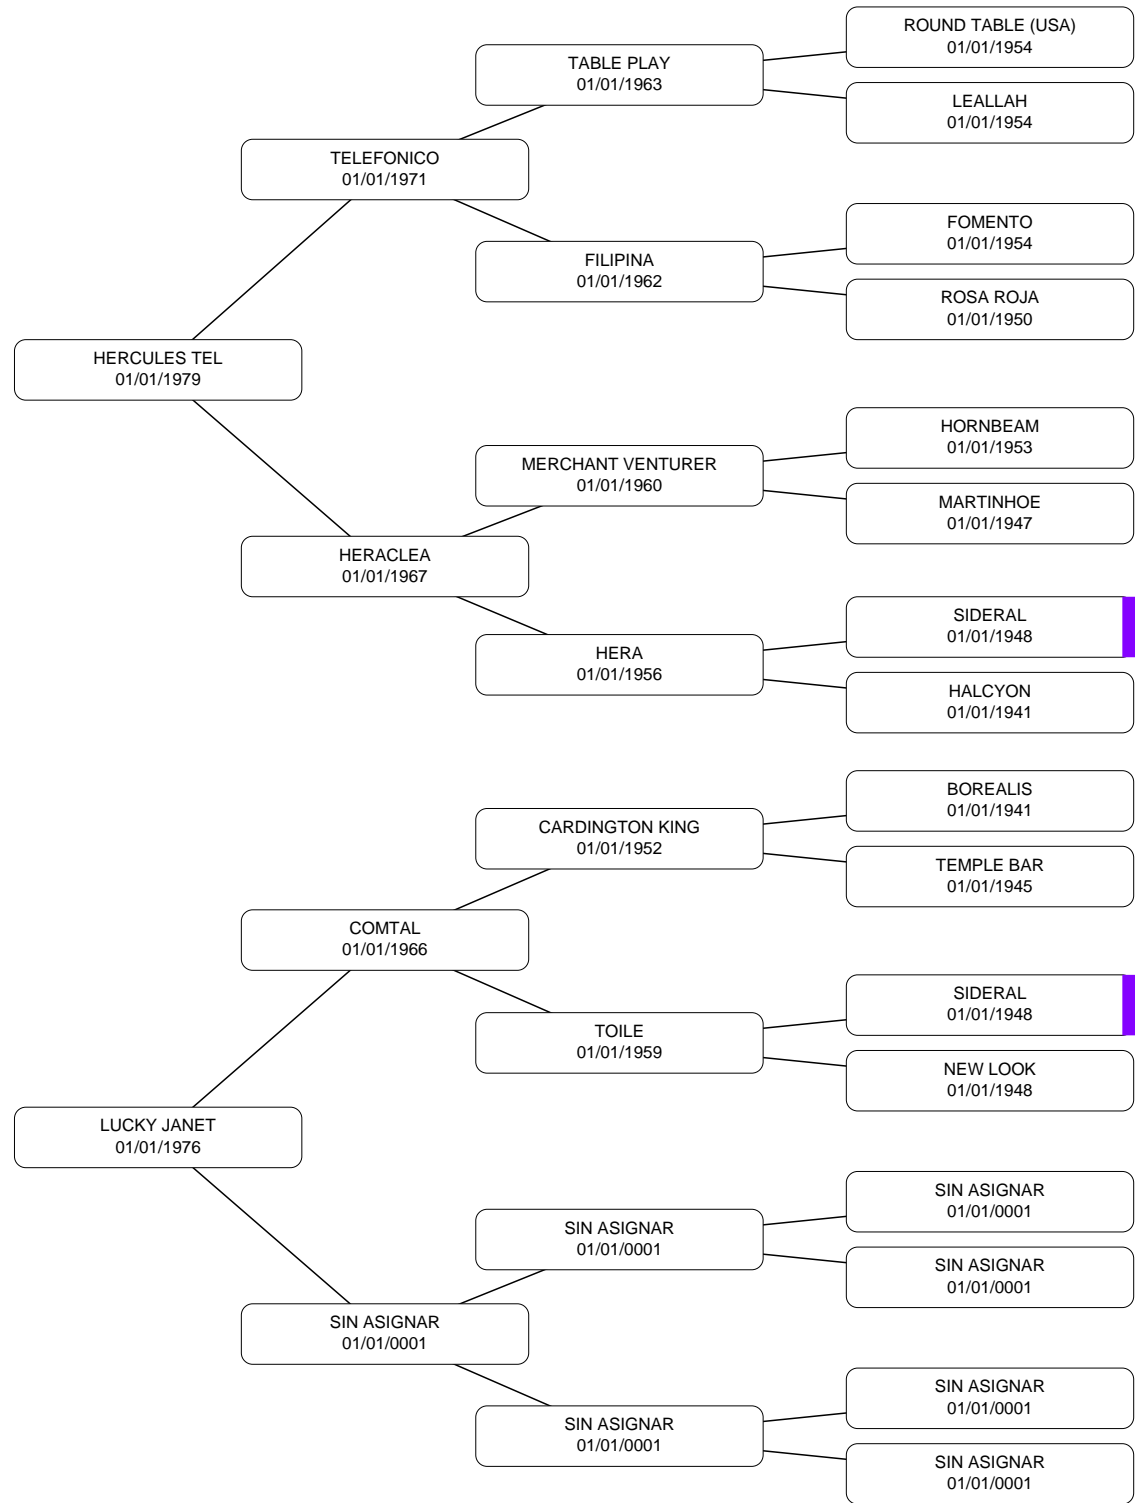 ROUND TABLE (USA)
01/01/1954
TABLE PLAY
01/01/1963
LEALLAH
01/01/1954
TELEFONICO
01/01/1971
FOMENTO
01/01/1954
FILIPINA
01/01/1962
ROSA ROJA
01/01/1950
HERCULES TEL
01/01/1979
HORNBEAM
01/01/1953
MERCHANT VENTURER
01/01/1960
MARTINHOE
01/01/1947
HERACLEA
01/01/1967
SIDERAL
01/01/1948
HERA
01/01/1956
HALCYON
01/01/1941
BOREALIS
01/01/1941
CARDINGTON KING
01/01/1952
TEMPLE BAR
01/01/1945
COMTAL
01/01/1966
SIDERAL
01/01/1948
TOILE
01/01/1959
NEW LOOK
01/01/1948
LUCKY JANET
01/01/1976
SIN ASIGNAR
01/01/0001
SIN ASIGNAR
01/01/0001
SIN ASIGNAR
01/01/0001
SIN ASIGNAR
01/01/0001
SIN ASIGNAR
01/01/0001
SIN ASIGNAR
01/01/0001
SIN ASIGNAR
01/01/0001